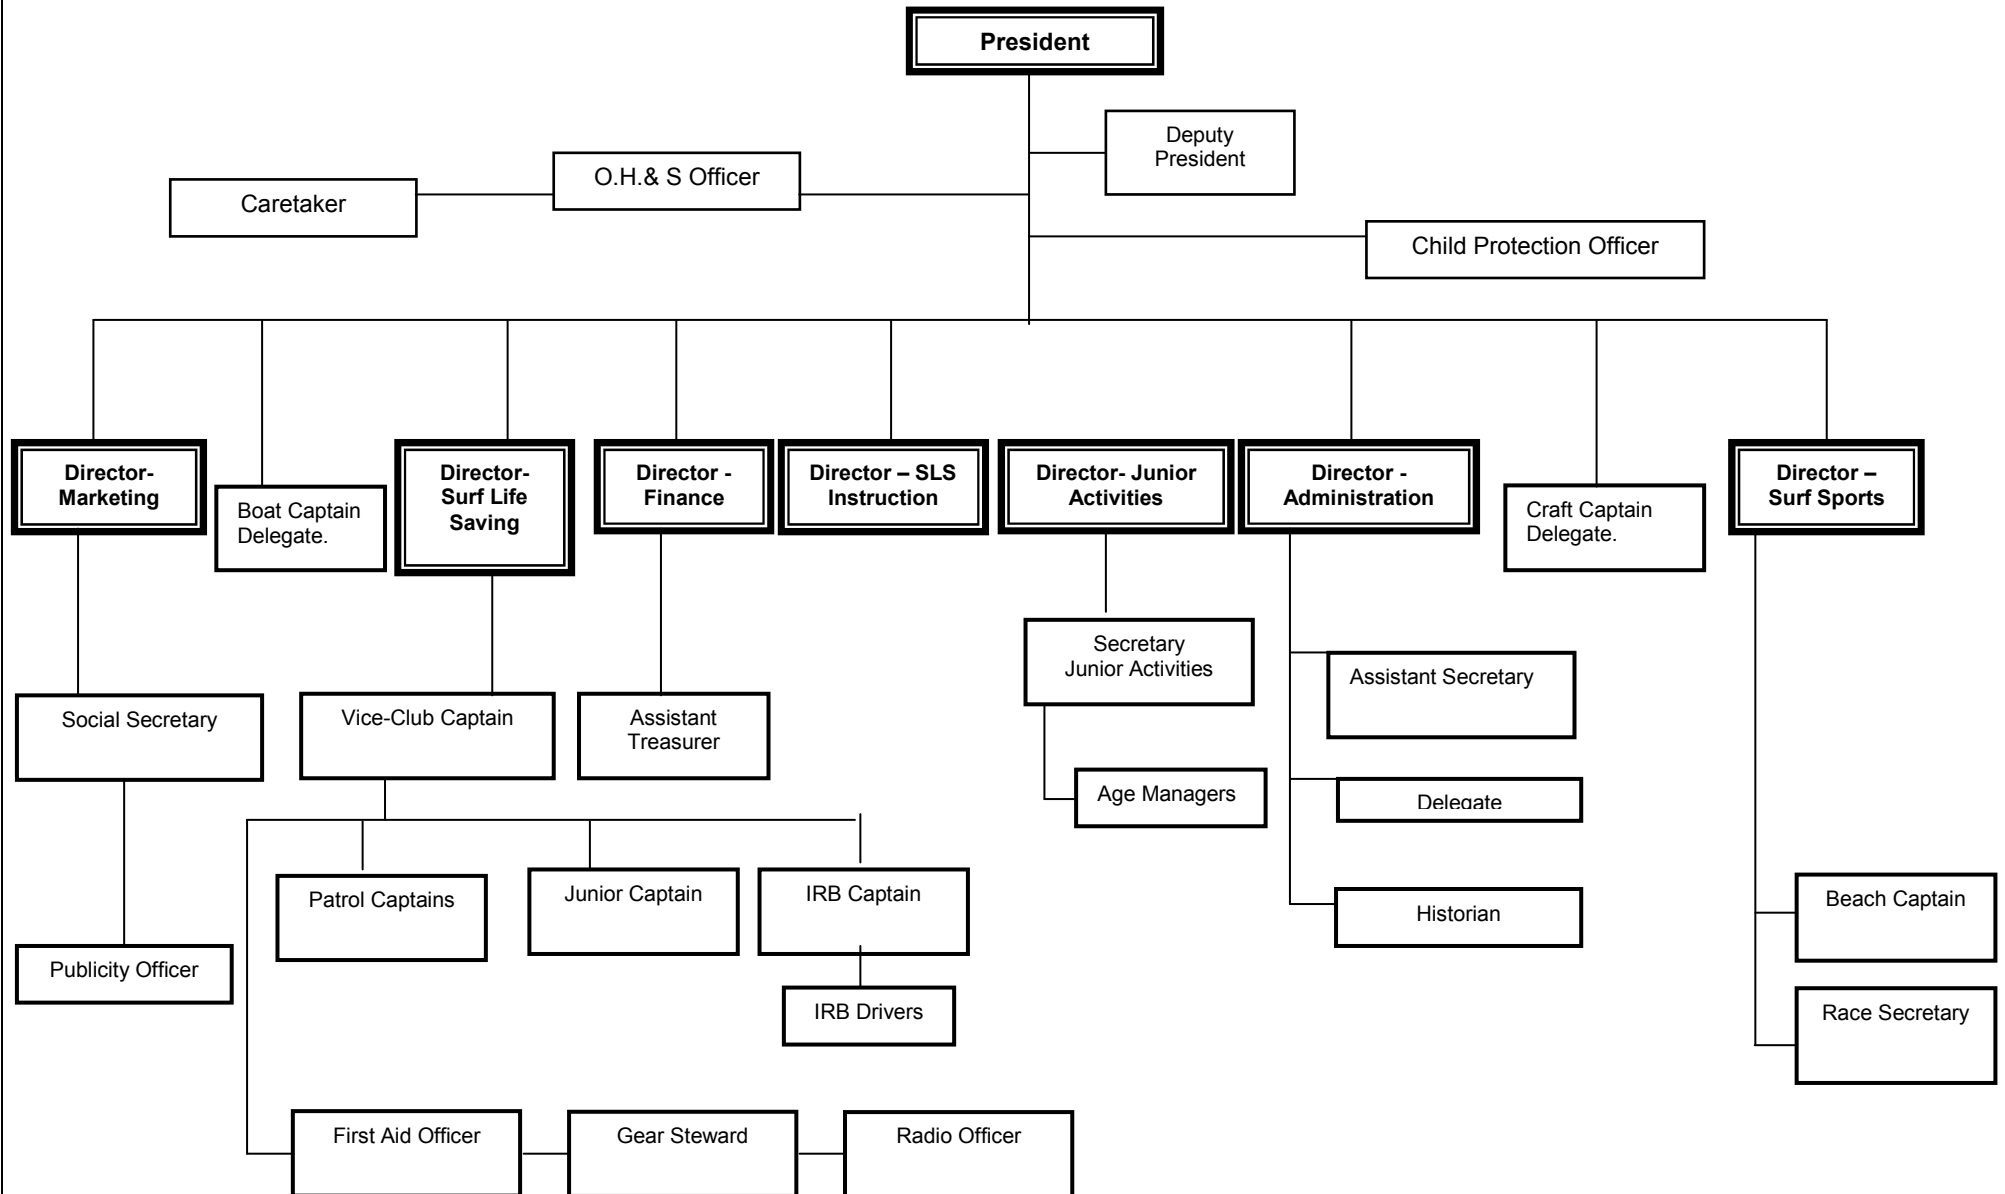 President
Deputy
President
O.H.& S Officer
Caretaker
Child Protection Officer
Director-
Marketing
Boat Captain
Delegate.
Director-
Surf Life
Saving
Director -
Finance
Director – SLS
Instruction
Director- Junior
Activities
Director -
Administration
Craft Captain
Delegate.
Director –
Surf Sports
Secretary
Junior Activities
Assistant Secretary
Social Secretary
Vice-Club Captain
Assistant
Treasurer
Age Managers
Delegate
Patrol Captains
Junior Captain
IRB Captain
Historian
Beach Captain
Publicity Officer
IRB Drivers
Race Secretary
First Aid Officer
Gear Steward
Radio Officer